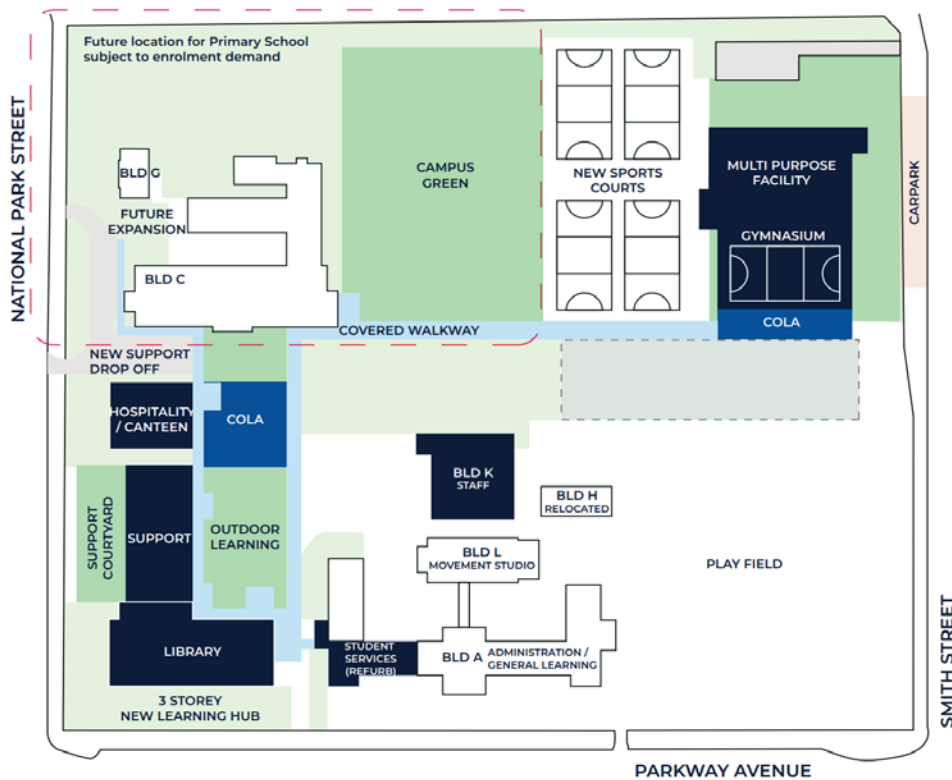 Future location for Primary School
subject to enrolment demand
NATIONAL PARK STREET
BLD G
FUTURE
EXPANSION
BLD C
CAMPUS
GREEN
NEW SPORTS
COURTS
MULTI PURPOSE
FACILITY
GYMNASIUM
COLA
CARPARK
COVERED WALKWAY
NEW SUPPORT
DROP OFF
HOSPITALITY
/ CANTEEN
COLA
SUPPORT
COURTYARD
SUPPORT
OUTDOOR
LEARNING
BLD K
STAFF
BLD H
RELOCATED
BLD L
MOVEMENT STUDIO
PLAY FIELD
LIBRARY
STUDENT
SERVICES
(REFURB)
BLD A
ADMINISTRATION /
GENERAL LEARNING
3 STOREY
NEW LEARNING HUB
SMITH STREET
PARKWAY AVENUE